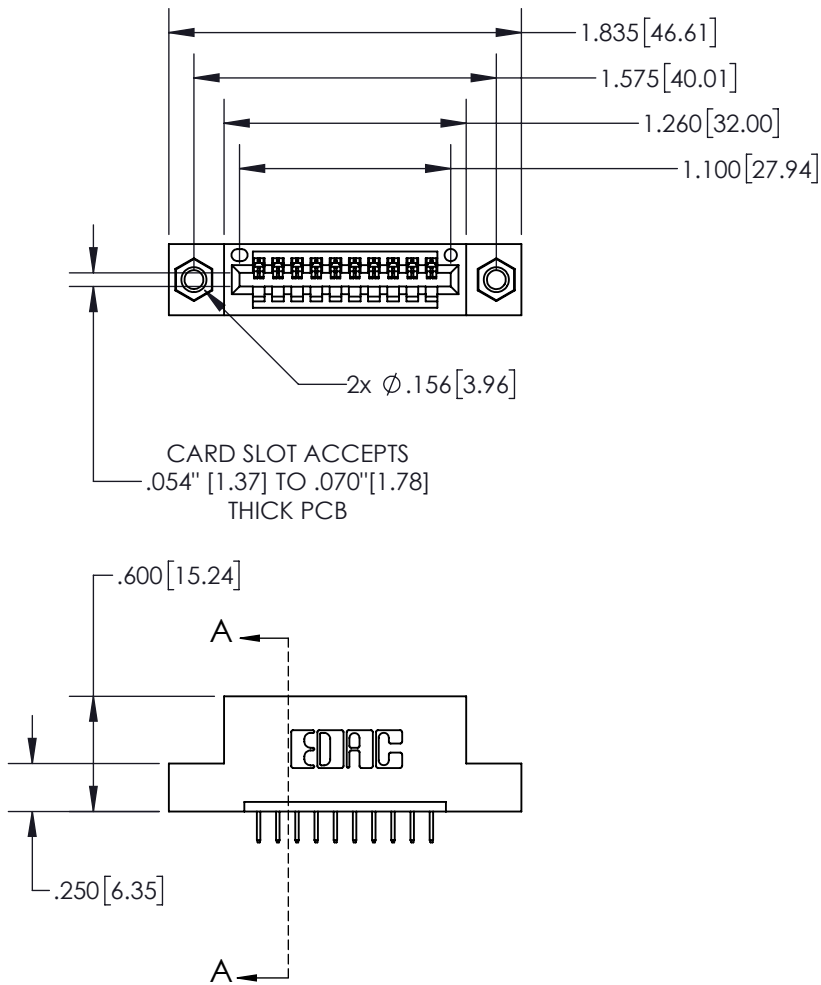 1.835[46.61]
1.575[40.01]
1.260[32.00]
1.100[27.94]
2x ∅.156[3.96]
CARD SLOT ACCEPTS
.054" [1.37] TO .070"[1.78]
THICK PCB
.600[15.24]
A
EDAC
.250[6.35]
A